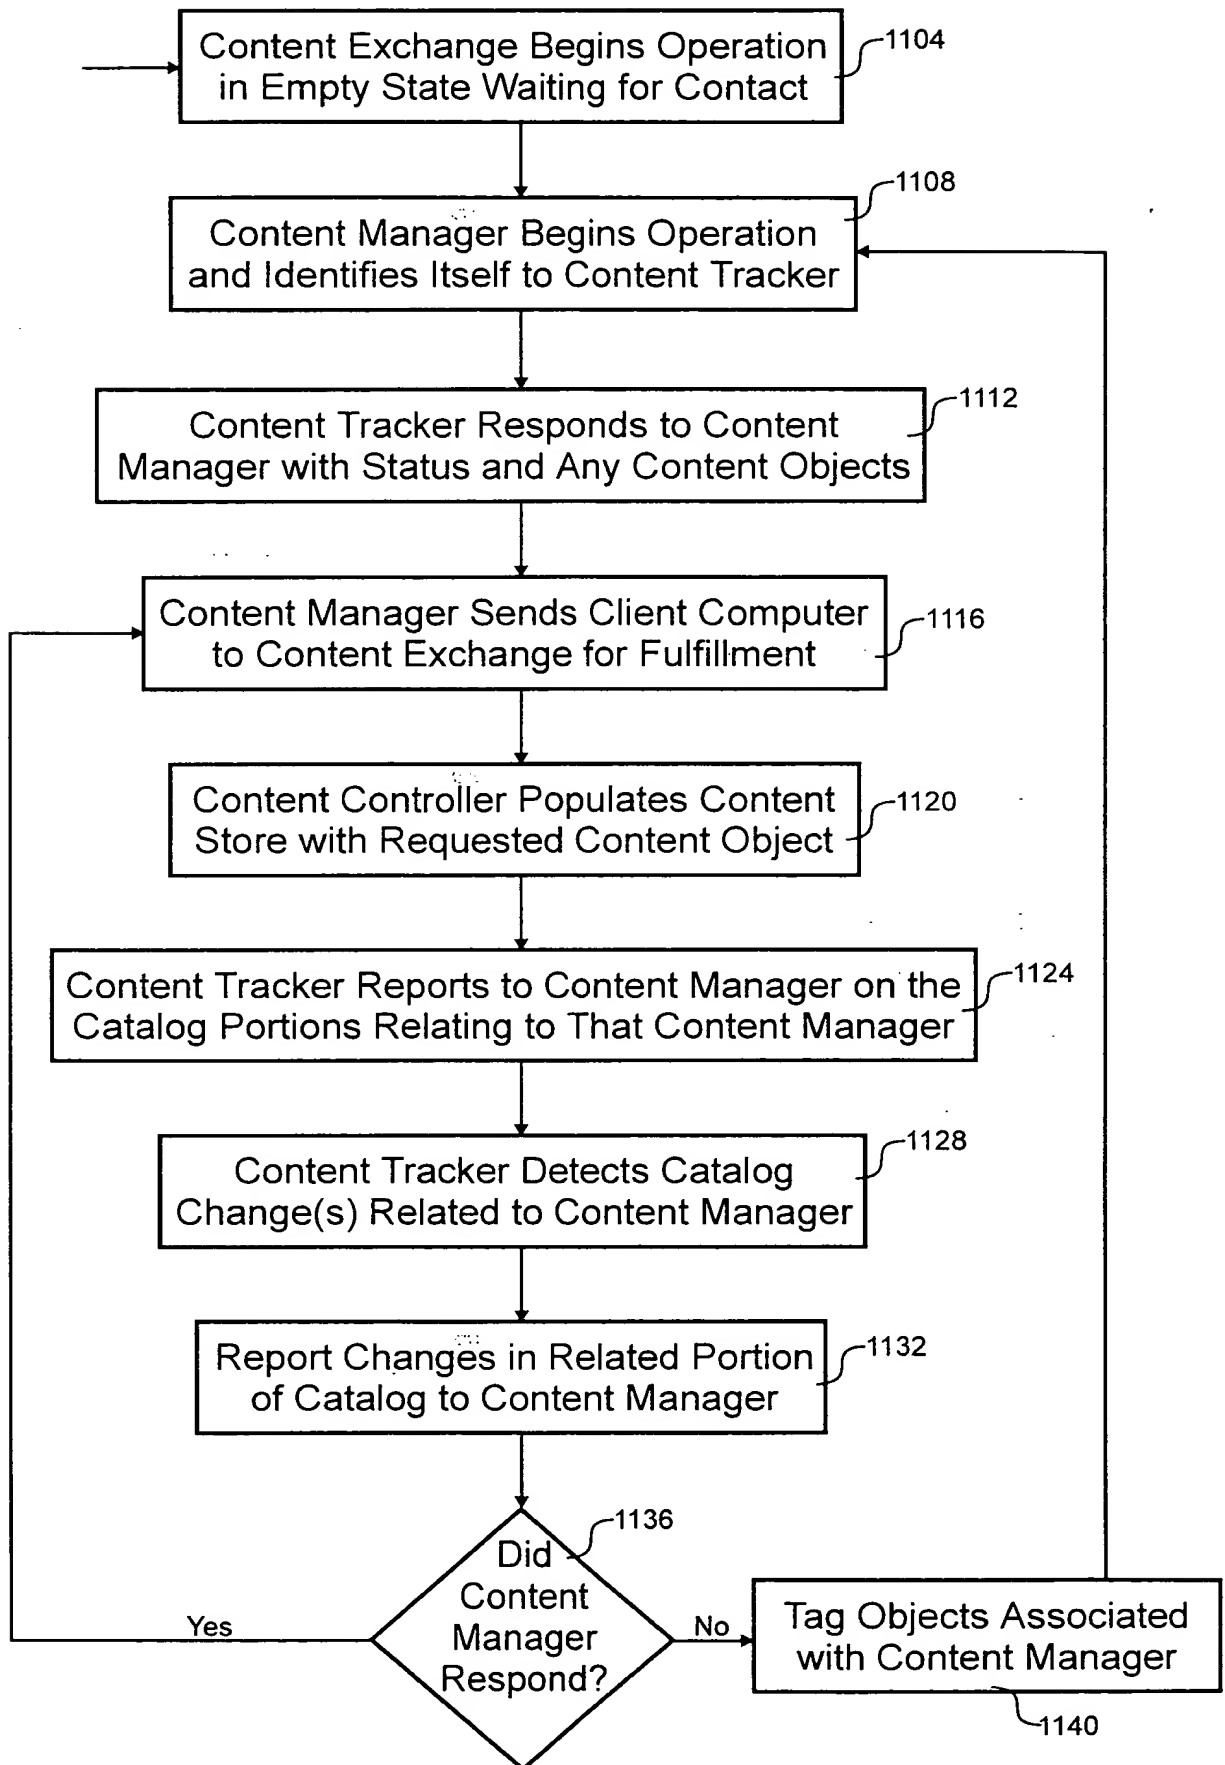 Content Exchange Begins Operation
in Empty State Waiting for Contact
1104
1108
Content Manager Begins Operation
and Identifies Itself to Content Tracker
1112
Content Tracker Responds to Content
Manager with Status and Any Content Objects
Content Manager Sends Client Computer
to Content Exchange for Fulfillment
1116
Content Controller Populates Content
Store with Requested Content Object
1120
Content Tracker Reports to Content Manager on the
Catalog Portions Relating to That Content Manager
1124
Content Tracker Detects Catalog
Change(s) Related to Content Manager
1128
Report Changes in Related Portion
of Catalog to Content Manager
1132
1136
Did
Content
Manager
Respond?
Yes
No
Tag Objects Associated
with Content Manager
1140